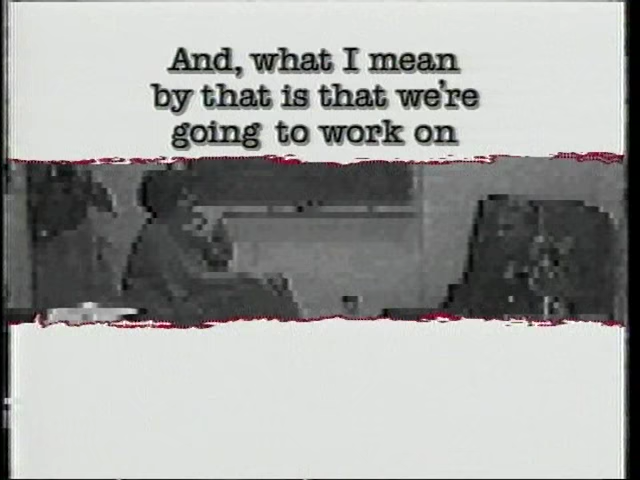 And, what I mean
by that is that we're
going to work on